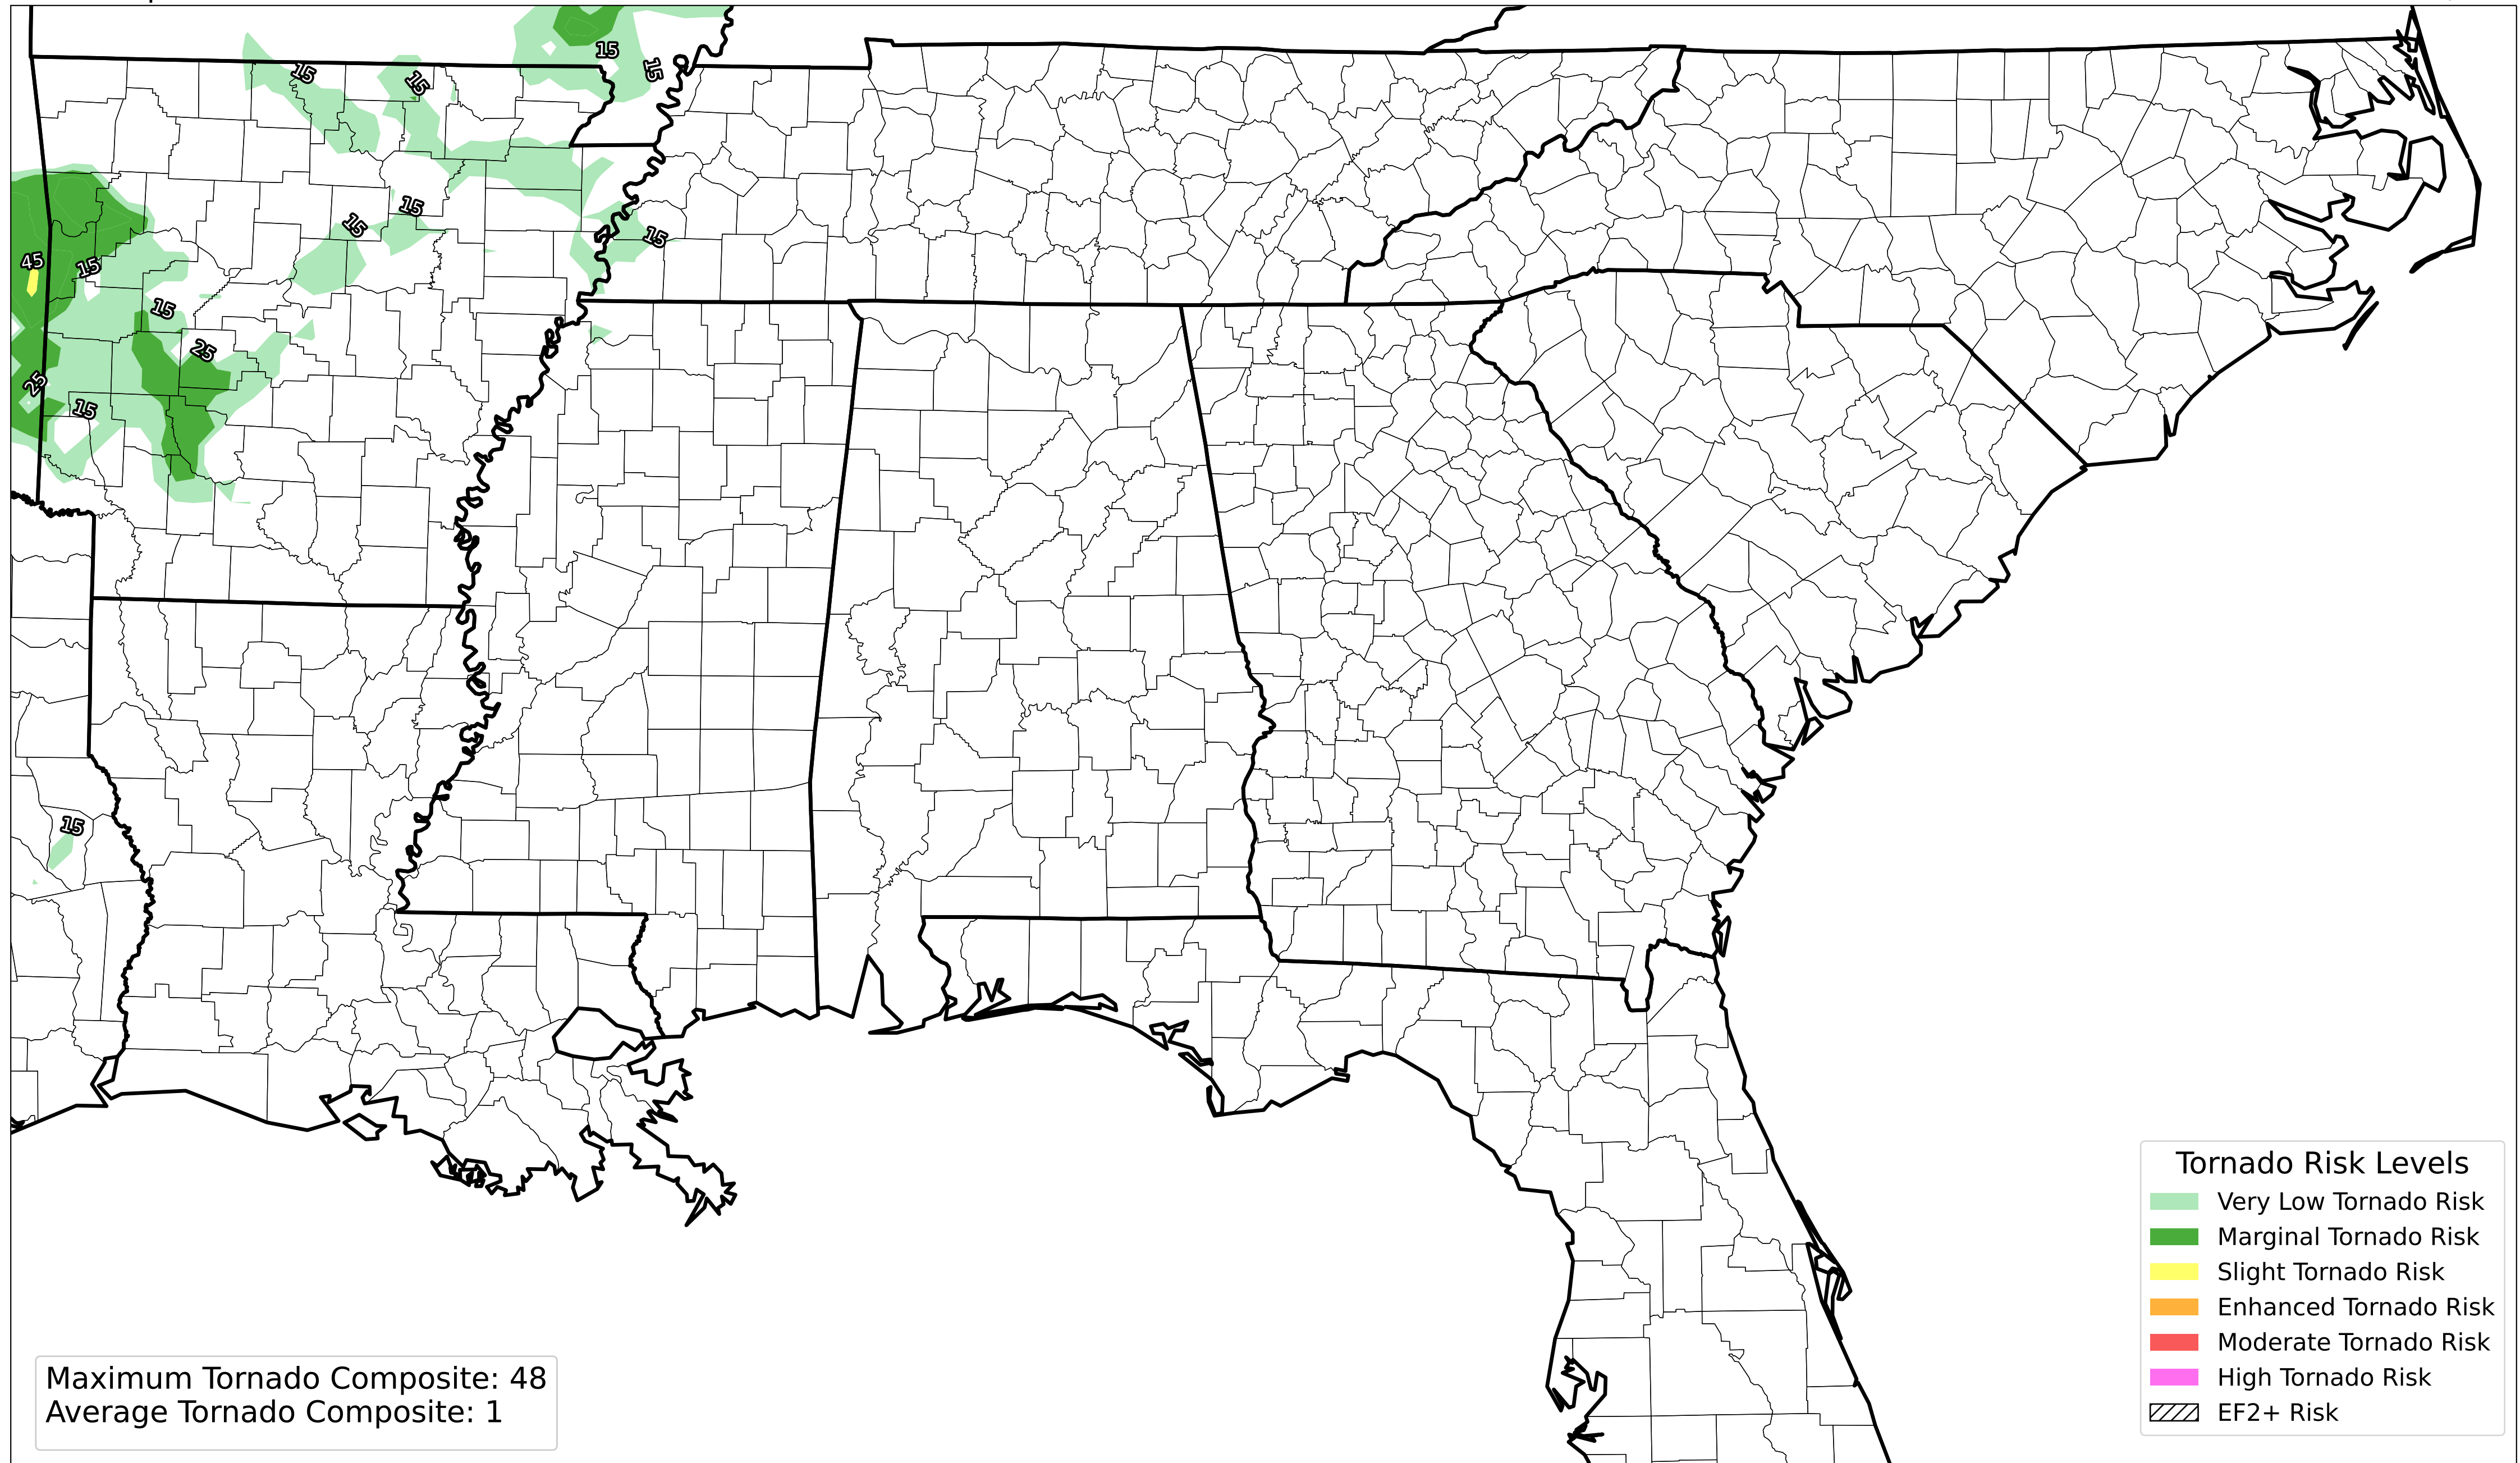 15
15
15
15
15
15
15
45
15
15
25
25
15
15
Tornado Risk Levels
Very Low Tornado Risk
Marginal Tornado Risk
Slight Tornado Risk
Enhanced Tornado Risk
Moderate Tornado Risk
High Tornado Risk
EF2+ Risk
Maximum Tornado Composite: 48
Average Tornado Composite: 1